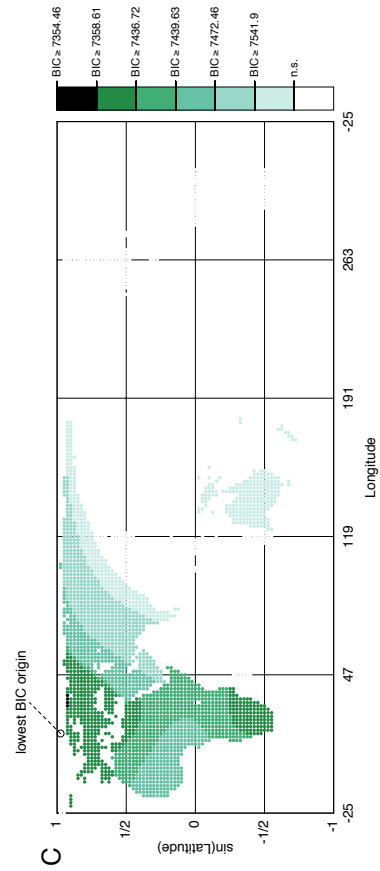 C
lowest BIC origin
1
1/2
0
-1/2
-1
sin(Latitude)
-25
47
119
191
263
-25
Longitude
BIC ≥ 7354.46
BIC ≥ 7358.61
BIC ≥ 7436.72
BIC ≥ 7439.63
BIC ≥ 7472.46
BIC ≥ 7541.9
n.s.